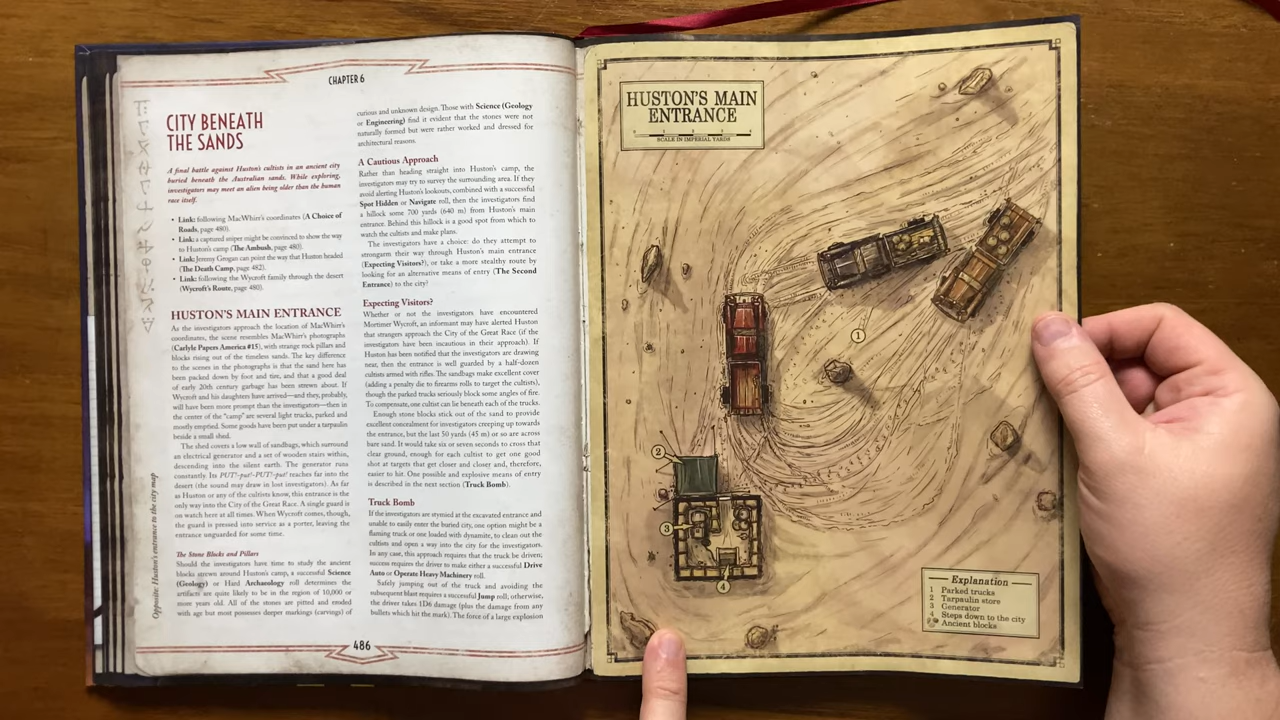 CHAPTER 6
CITY BENEATH
THE SANDS
A final battle against Huston's cultists in an ancient city
buried beneath the Australian sands. While exploring,
investigators may meet an alien being older than the human
race itself.
• Link: following MacWhirr's coordinates (A Choice of
Roads, page 480).
• Link: a captured sniper might be convinced to show the way
to Huston's camp (The Ambush, page 480).
• Link: Jeremy Grogan can point the way that Huston headed
(The Death Camp, page 482).
• Link: following the Wycroft family through the desert
(Wycroft's Route, page 480).
HUSTON'S MAIN ENTRANCE
As the investigators approach the location of MacWhirr's
coordinates, the scene resembles MacWhirr's photographs
(Carlyle Papers America #15), with strange rock pillars and
blocks rising out of the timeless sands. The key difference
to the scenes in the photographs is that the sand here has
been packed down by foot and tire, and that a good deal
of early 20th century garbage has been strewn about. If
Wycroft and his daughters have arrived—and they, probably,
will have been more prompt than the investigators—then in
the center of the "camp" are several light trucks, parked and
mostly emptied. Some goods have been put under a tarpaulin
beside a small shed.
The shed covers a low wall of sandbags, which surround
an electrical generator and a set of wooden stairs within,
descending into the silent earth. The generator runs
constantly. Its PUT!-put!-PUT!-put! reaches far into the
desert (the sound may draw in lost investigators). As far
as Huston or any of the cultists know, this entrance is the
only way into the City of the Great Race. A single guard is
on watch here at all times. When Wycroft comes, though,
the guard is pressed into service as a porter, leaving the
entrance unguarded for some time.
The Stone Blocks and Pillars
Should the investigators have time to study the ancient
blocks strewn around Huston's camp, a successful Science
(Geology) or Hard Archaeology roll determines the
artifacts are quite likely to be in the region of 10,000 or
more years old. All of the stones are pitted and eroded
with age but most possess deeper markings (carvings) of
Opposite: Huston's entrance to the city map
curious and unknown design. Those with Science (Geology
or Engineering) find it evident that the stones were not
naturally formed but were rather worked and dressed for
architectural reasons.
A Cautious Approach
Rather than heading straight into Huston's camp, the
investigators may try to survey the surrounding area. If they
avoid alerting Huston's lookouts, combined with a successful
Spot Hidden or Navigate roll, then the investigators find
a hillock some 700 yards (640 m) from Huston's main
entrance. Behind this hillock is a good spot from which to
watch the cultists and make plans.
The investigators have a choice: do they attempt to
strongarm their way through Huston's main entrance
(Expecting Visitors?), or take a more stealthy route by
looking for an alternative means of entry (The Second
Entrance) to the city?
Expecting Visitors?
Whether or not the investigators have encountered
Mortimer Wycroft, an informant may have alerted Huston
that strangers approach the City of the Great Race (if the
investigators have been incautious in their approach). If
Huston has been notified that the investigators are drawing
near, then the entrance is well guarded by a half-dozen
cultists armed with rifles. The sandbags make excellent cover
(adding a penalty die to firearms rolls to target the cultists),
though the parked trucks seriously block some angles of fire.
To compensate, one cultist can lie beneath each of the trucks.
Enough stone blocks stick out of the sand to provide
excellent concealment for investigators creeping up towards
the entrance, but the last 50 yards (45 m) or so are across
bare sand. It would take six or seven seconds to cross that
clear ground, enough for each cultist to get one good
shot at targets that get closer and closer and, therefore,
easier to hit. One possible and explosive means of entry
is described in the next section (Truck Bomb).
Truck Bomb
If the investigators are stymied at the excavated entrance and
unable to easily enter the buried city, one option might be a
flaming truck or one loaded with dynamite, to clean out the
cultists and open a way into the city for the investigators.
In any case, this approach requires that the truck be driven;
success requires the driver to make either a successful Drive
Auto or Operate Heavy Machinery roll.
Safely jumping out of the truck and avoiding the
subsequent blast requires a successful Jump roll, otherwise,
the driver takes 1D6 damage (plus the damage from any
bullets which hit the mark). The force of a large explosion
486
HUSTON'S MAIN
ENTRANCE
SCALE IN IMPERIAL YARDS
1
2
3
4
Explanation
1 Parked trucks
2 Tarpaulin store
3 Generator
4 Steps down to the city
Ancient blocks